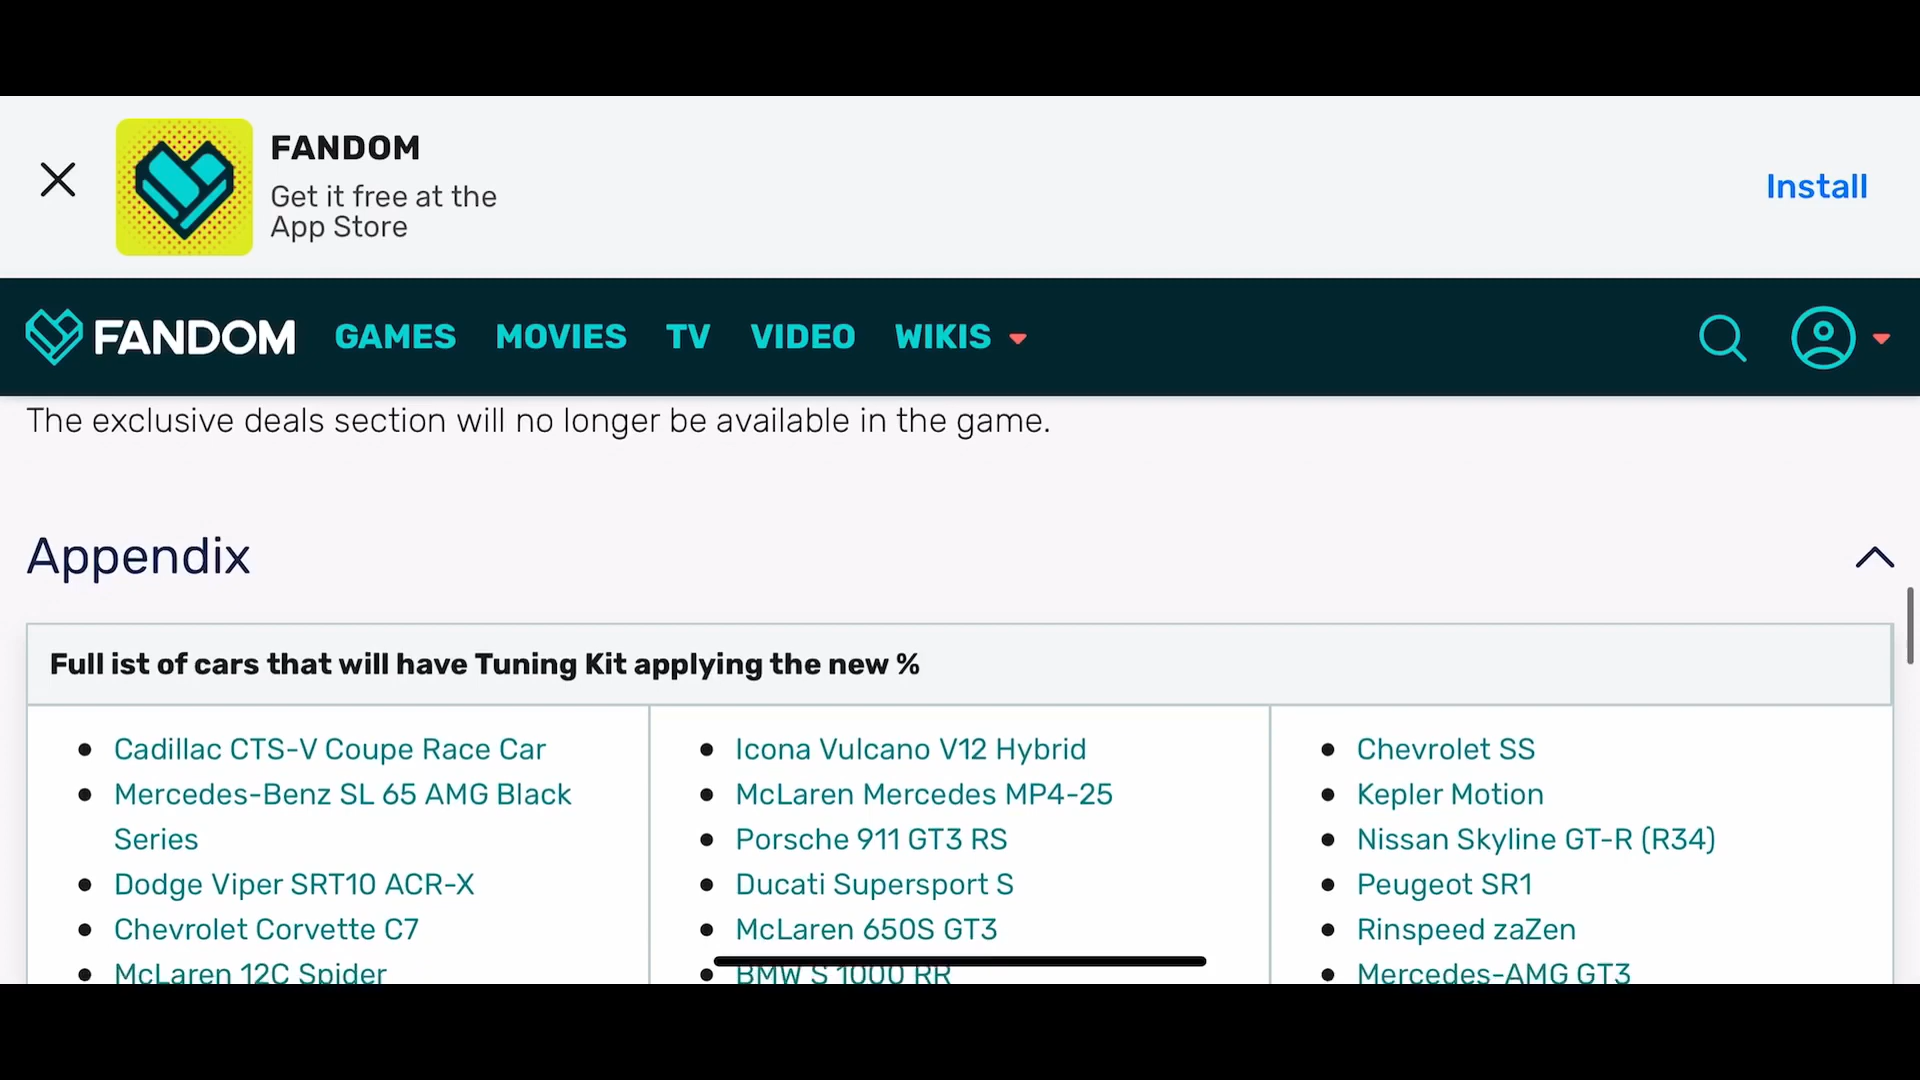 FANDOM
Get it free at the
App Store
Install
FANDOM GAMES MOVIES TV VIDEO WIKIS
The exclusive deals section will no longer be available in the game.
Appendix
Full ist of cars that will have Tuning Kit applying the new %
Cadillac CTS-V Coupe Race Car
Mercedes-Benz SL 65 AMG Black
Series
Dodge Viper SRT10 ACR-X
Chevrolet Corvette C7
McLaren 12C Spider
Icona Vulcano V12 Hybrid
McLaren Mercedes MP4-25
Porsche 911 GT3 RS
Ducati Supersport S
McLaren 650S GT3
BMW S 1000 RR
Chevrolet SS
Kepler Motion
Nissan Skyline GT-R (R34)
Peugeot SR1
Rinspeed zaZen
Mercedes-AMG GT3